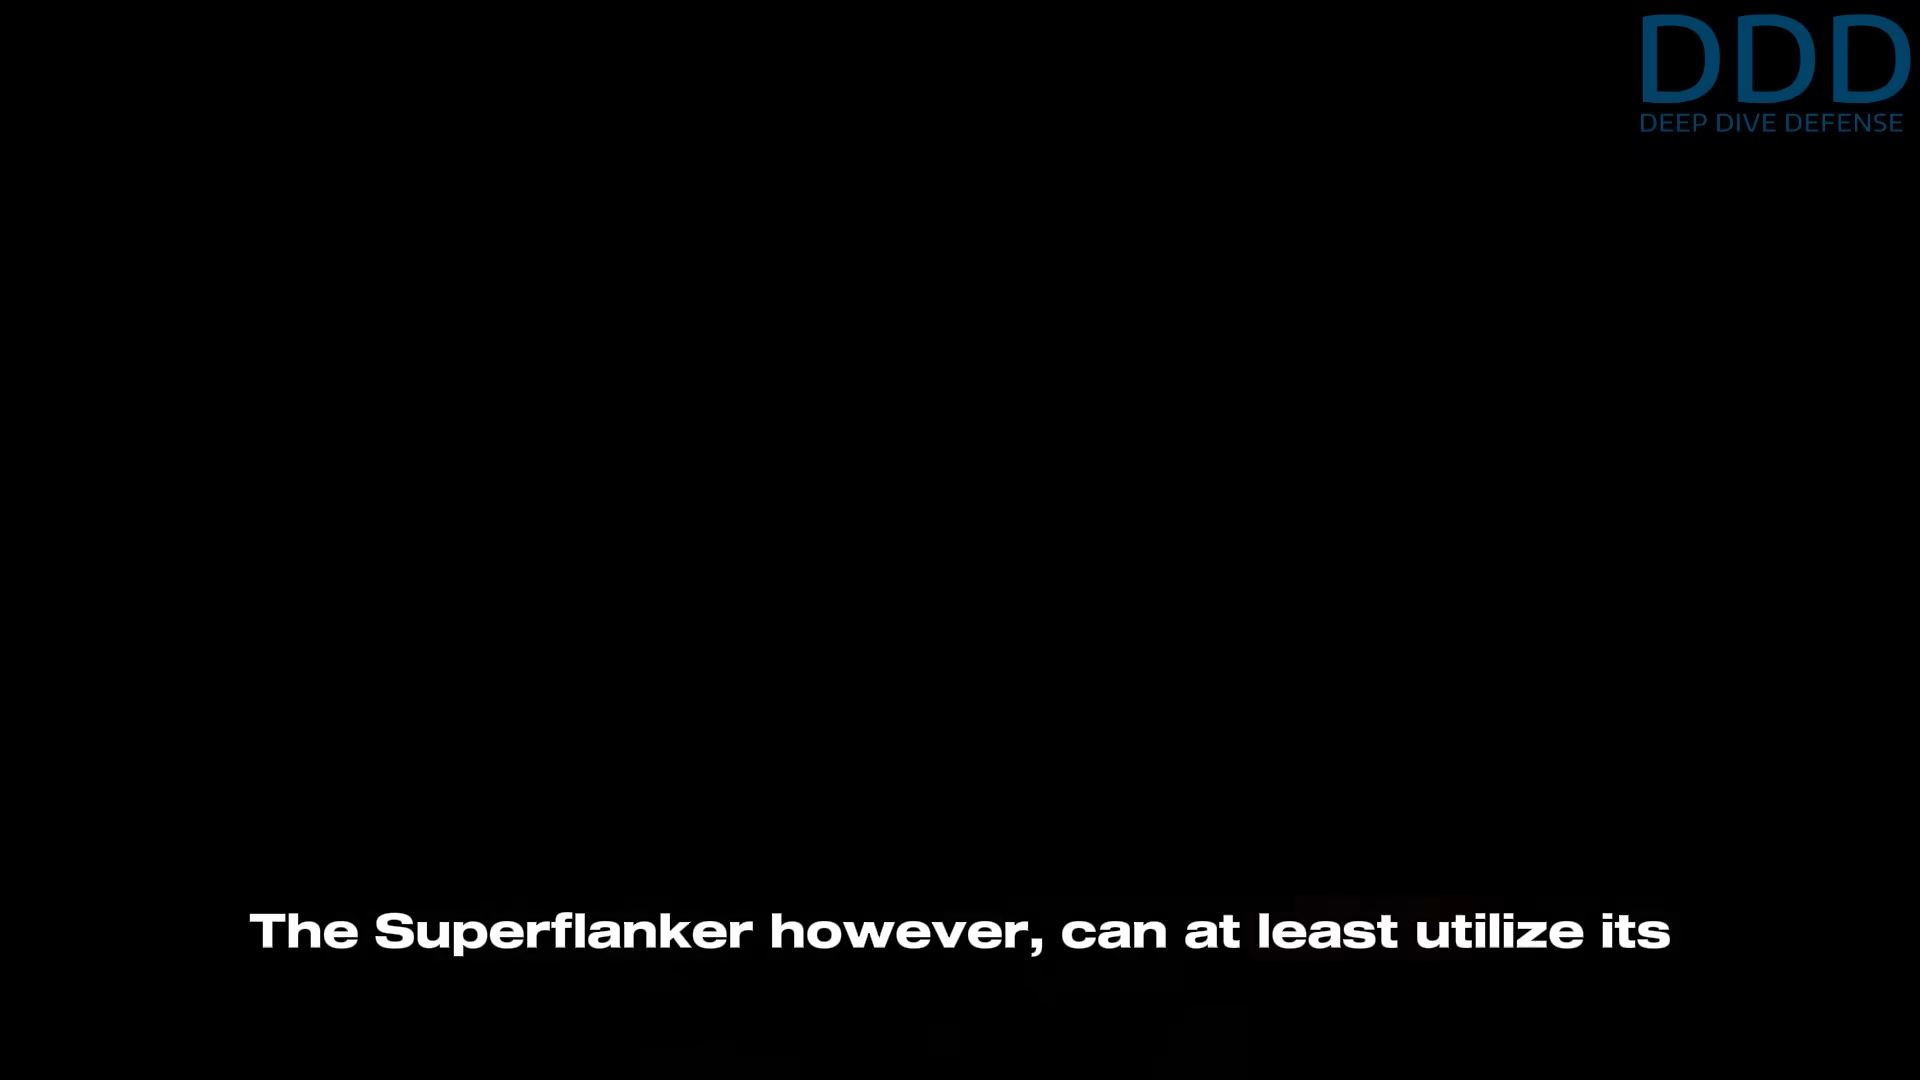 DDD
DEEP DIVE DEFENSE
The Superflanker however, can at least utilize its